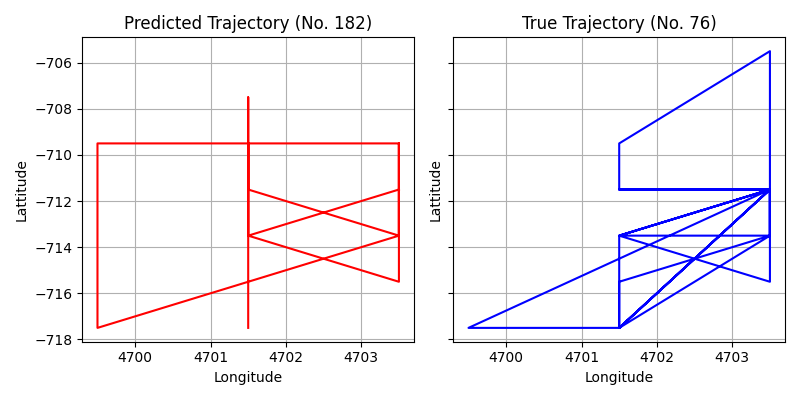 Predicted Trajectory (No. 182)
True Trajectory (No. 76)
Lattitude
−706
−708
−710
−712
−714
−716
−718
4700
4701
4702
4703
Longitude
Lattitude
4700
4701
4702
4703
Longitude